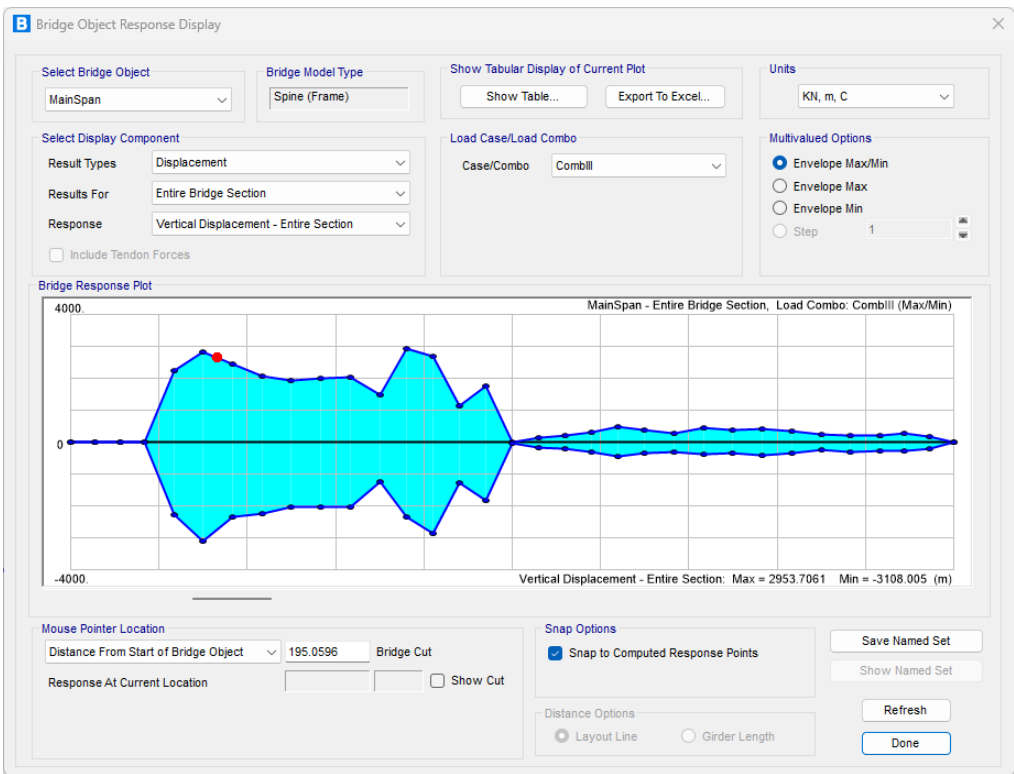 B Bridge Object Response Display
Select Bridge Object
MainSpan
Bridge Model Type
Spine (Frame)
Show Tabular Display of Current Plot
Show Table...
Export To Excel...
Units
KN, m, C
Select Display Component
Result Types
Displacement
Results For
Entire Bridge Section
Response
Vertical Displacement - Entire Section
Include Tendon Forces
Load Case/Load Combo
Case/Combo
CombIII
Multivalued Options
Envelope Max/Min
Envelope Max
Envelope Min
Step
1
Bridge Response Plot
4000.
MainSpan - Entire Bridge Section, Load Combo: CombIII (Max/Min)
0
-4000.
Vertical Displacement - Entire Section: Max = 2953.7061 Min = -3108.005 (m)
Mouse Pointer Location
Distance From Start of Bridge Object
195.0596
Bridge Cut
Response At Current Location
Show Cut
Snap Options
Snap to Computed Response Points
Distance Options
Layout Line
Girder Length
Save Named Set
Show Named Set
Refresh
Done